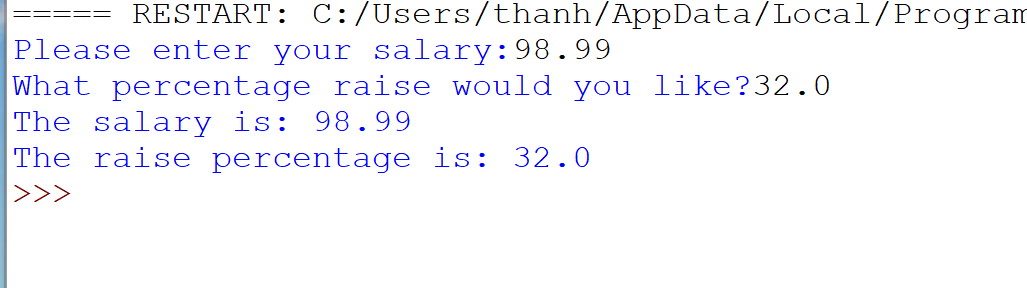 ===== RESTART: C:/Users/thanh/AppData/Local/Program
Please enter your salary:98.99
What percentage raise would you like?32.0
The salary is: 98.99
The raise percentage is: 32.0
>>>